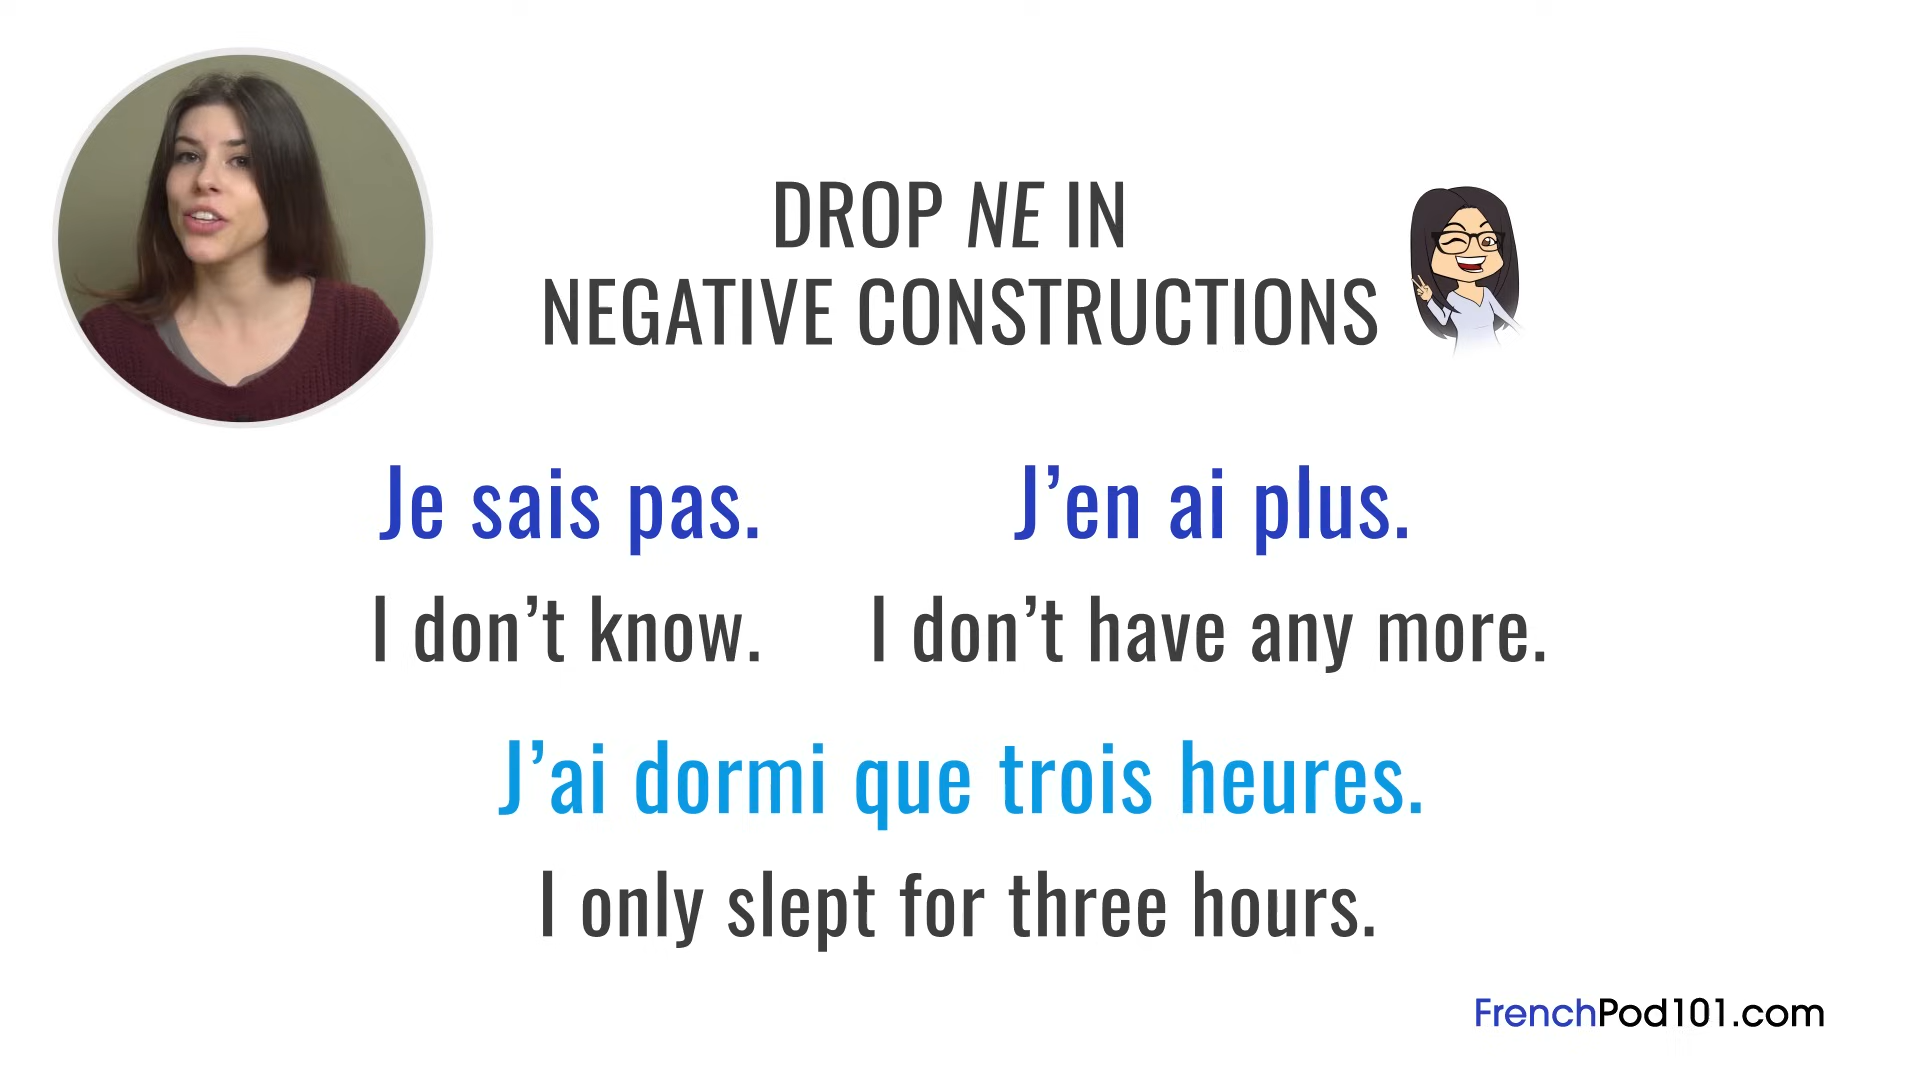 DROP NE IN
NEGATIVE CONSTRUCTIONS
Je sais pas.
I don’t know.
J’en ai plus.
I don’t have any more.
J’ai dormi que trois heures.
I only slept for three hours.
FrenchPod101.com